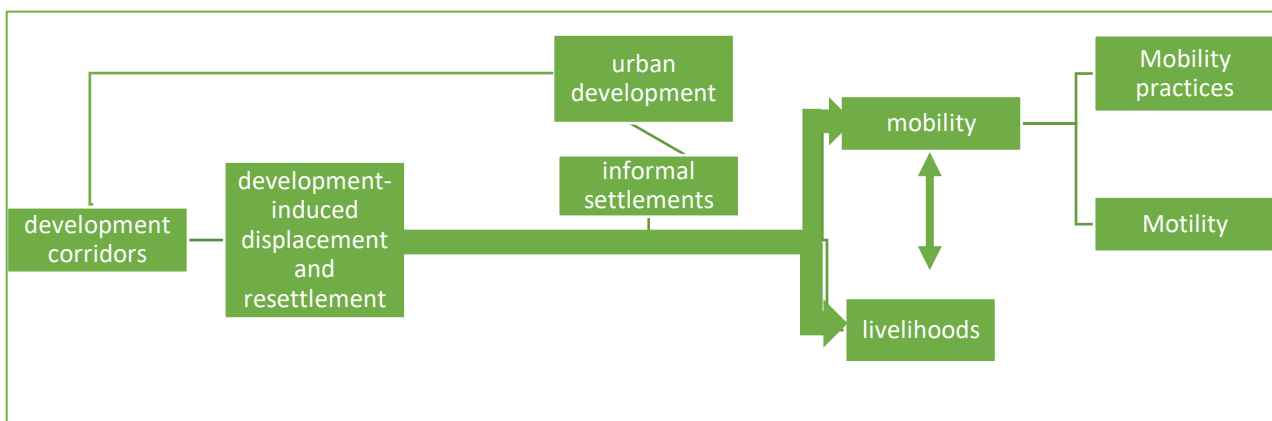 urban
development
Mobility
practices
mobility
informal
settlements
development-
induced
displacement
and
resettlement
development
corridors
Motility
livelihoods